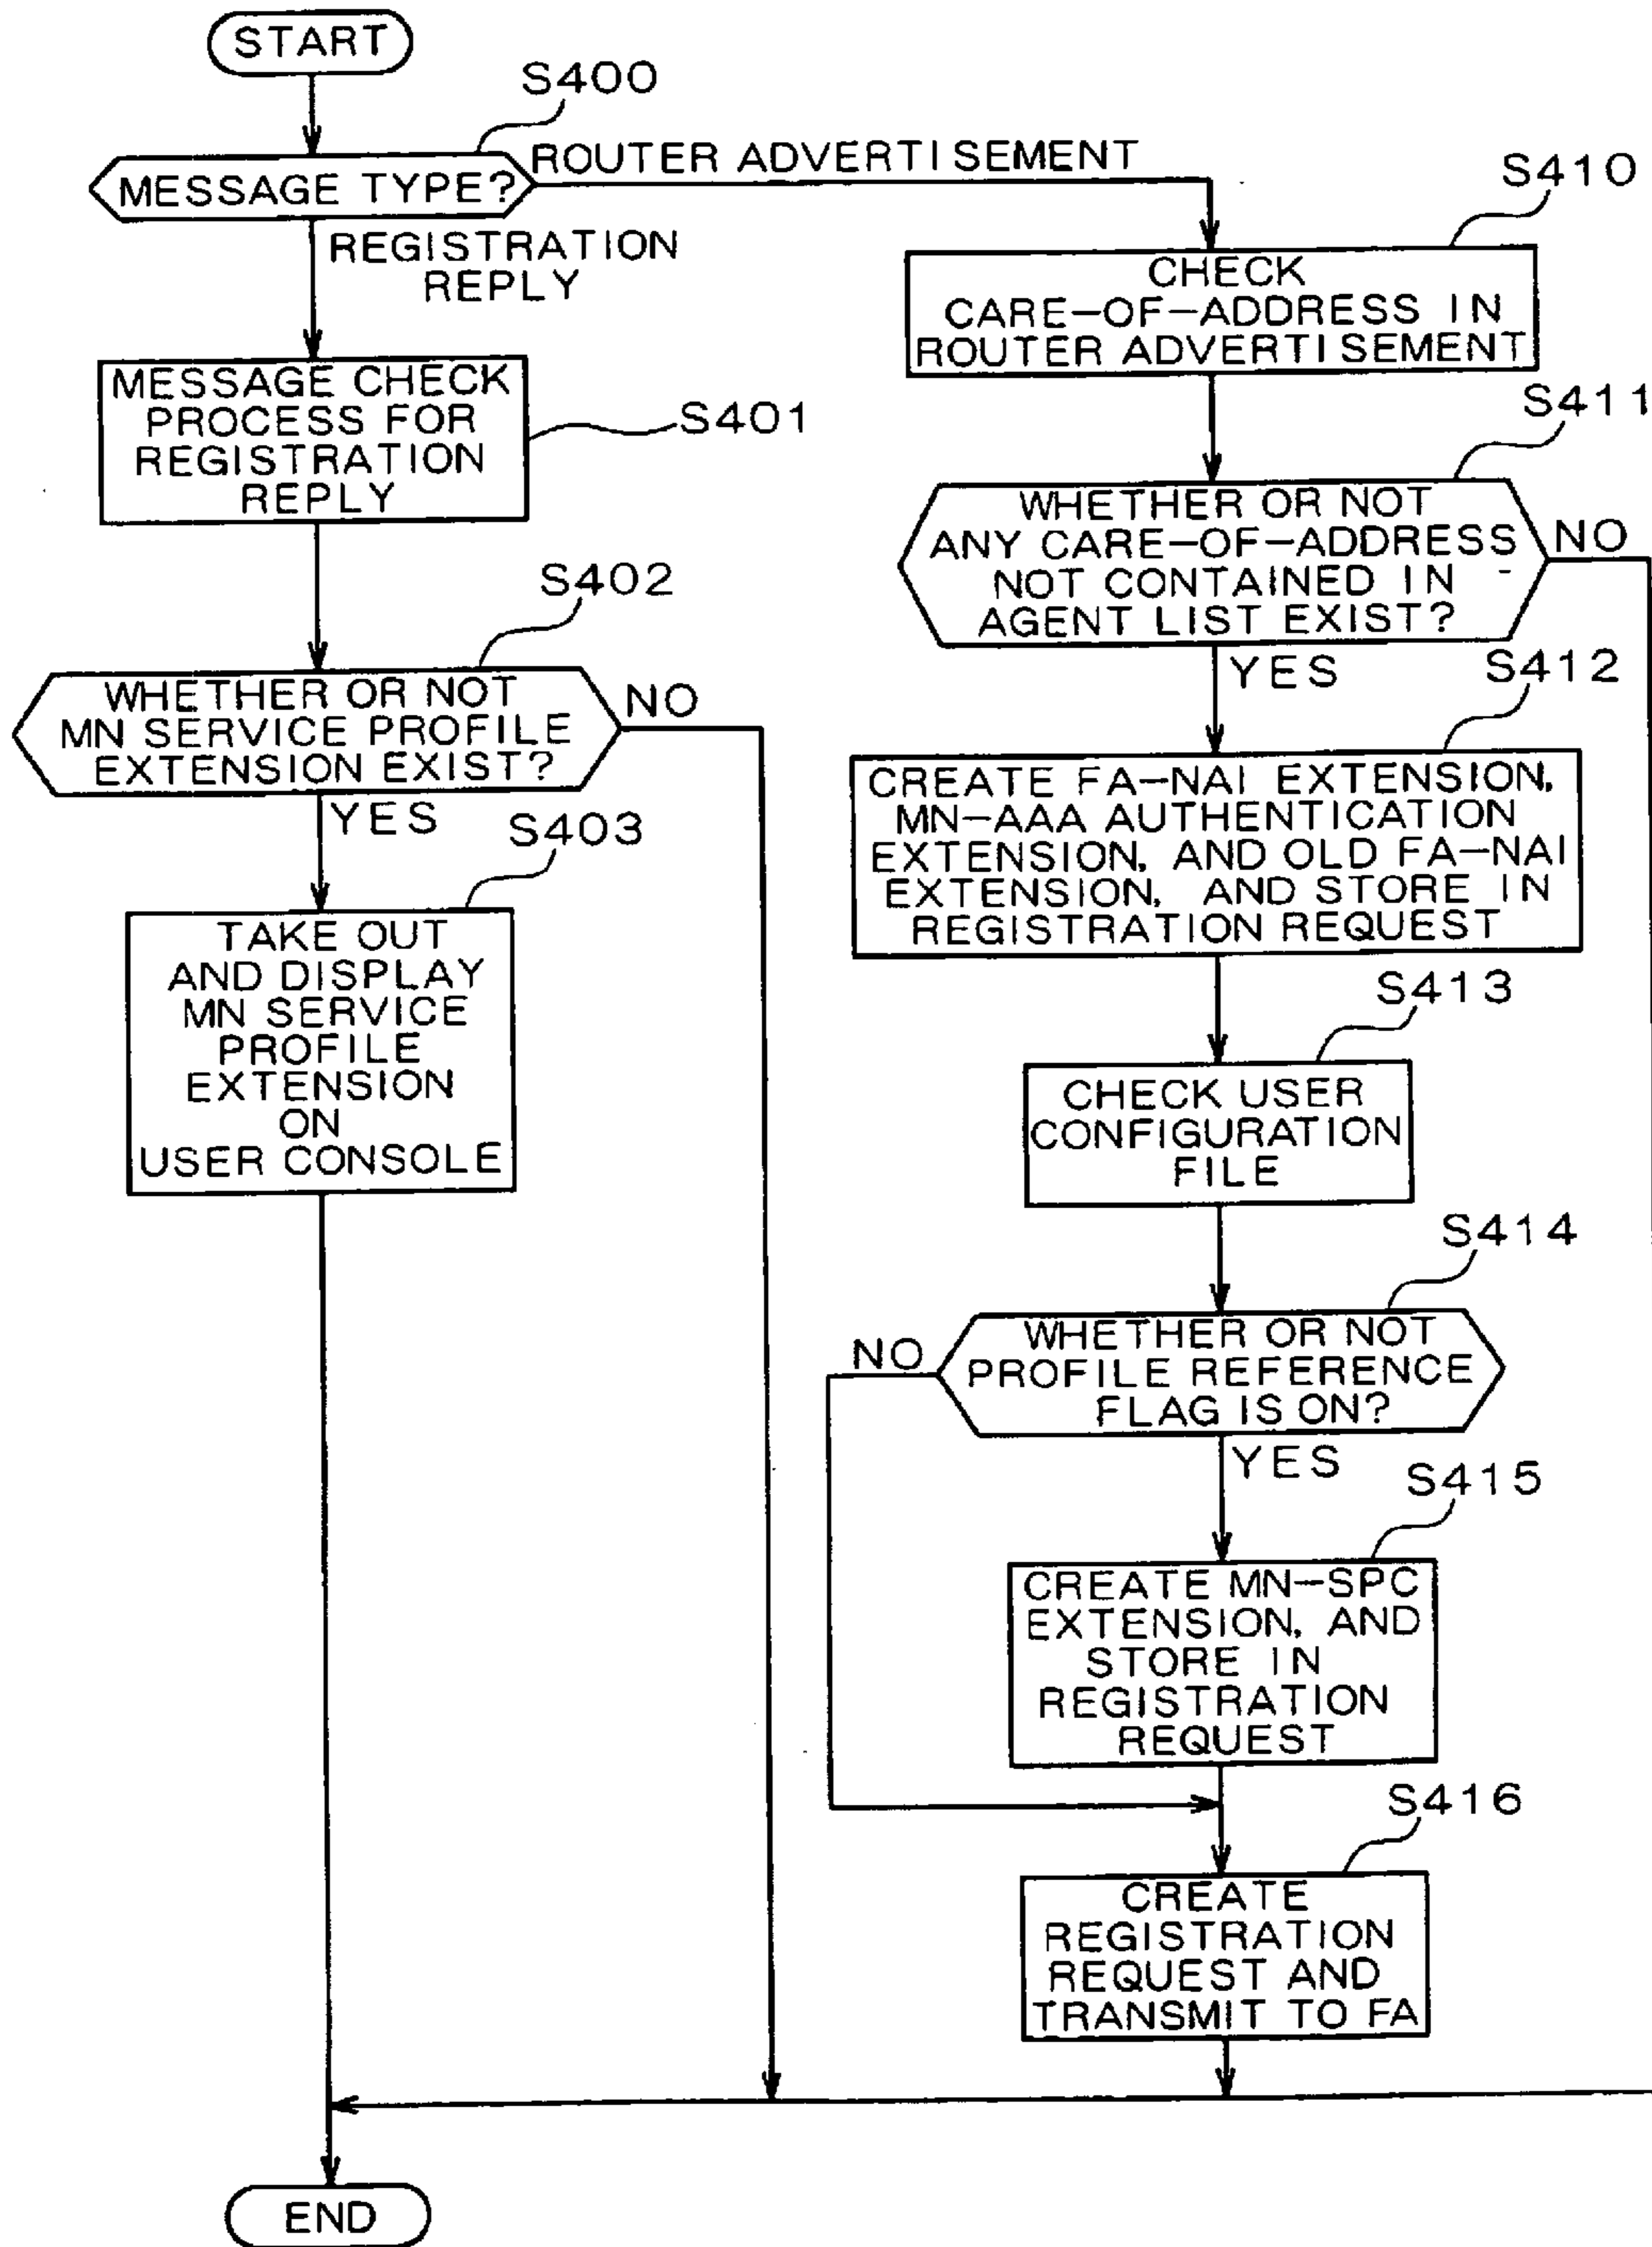 START
S400
MESSAGE TYPE?
ROUTER ADVERTISEMENT
REGISTRATION
REPLY
MESSAGE CHECK
PROCESS FOR
REGISTRATION
REPLY
S401
S402
WHETHER OR NOT
MN SERVICE PROFILE
EXTENSION EXIST?
NO
YES
S403
TAKE OUT
AND DISPLAY
MN SERVICE
PROFILE
EXTENSION
ON
USER CONSOLE
S410
CHECK
CARE-OF-ADDRESS IN
ROUTER ADVERTISEMENT
S411
WHETHER OR NOT
ANY CARE-OF-ADDRESS
NOT CONTAINED IN
AGENT LIST EXIST?
NO
YES
S412
CREATE FA-NAI EXTENSION,
MN-AAA AUTHENTICATION
EXTENSION, AND OLD FA-NAI
EXTENSION, AND STORE IN
REGISTRATION REQUEST
S413
CHECK USER
CONFIGURATION
FILE
S414
WHETHER OR NOT
PROFILE REFERENCE
FLAG IS ON?
NO
YES
S415
CREATE MN-SPC
EXTENSION, AND
STORE IN
REGISTRATION
REQUEST
S416
CREATE
REGISTRATION
REQUEST AND
TRANSMIT TO FA
END